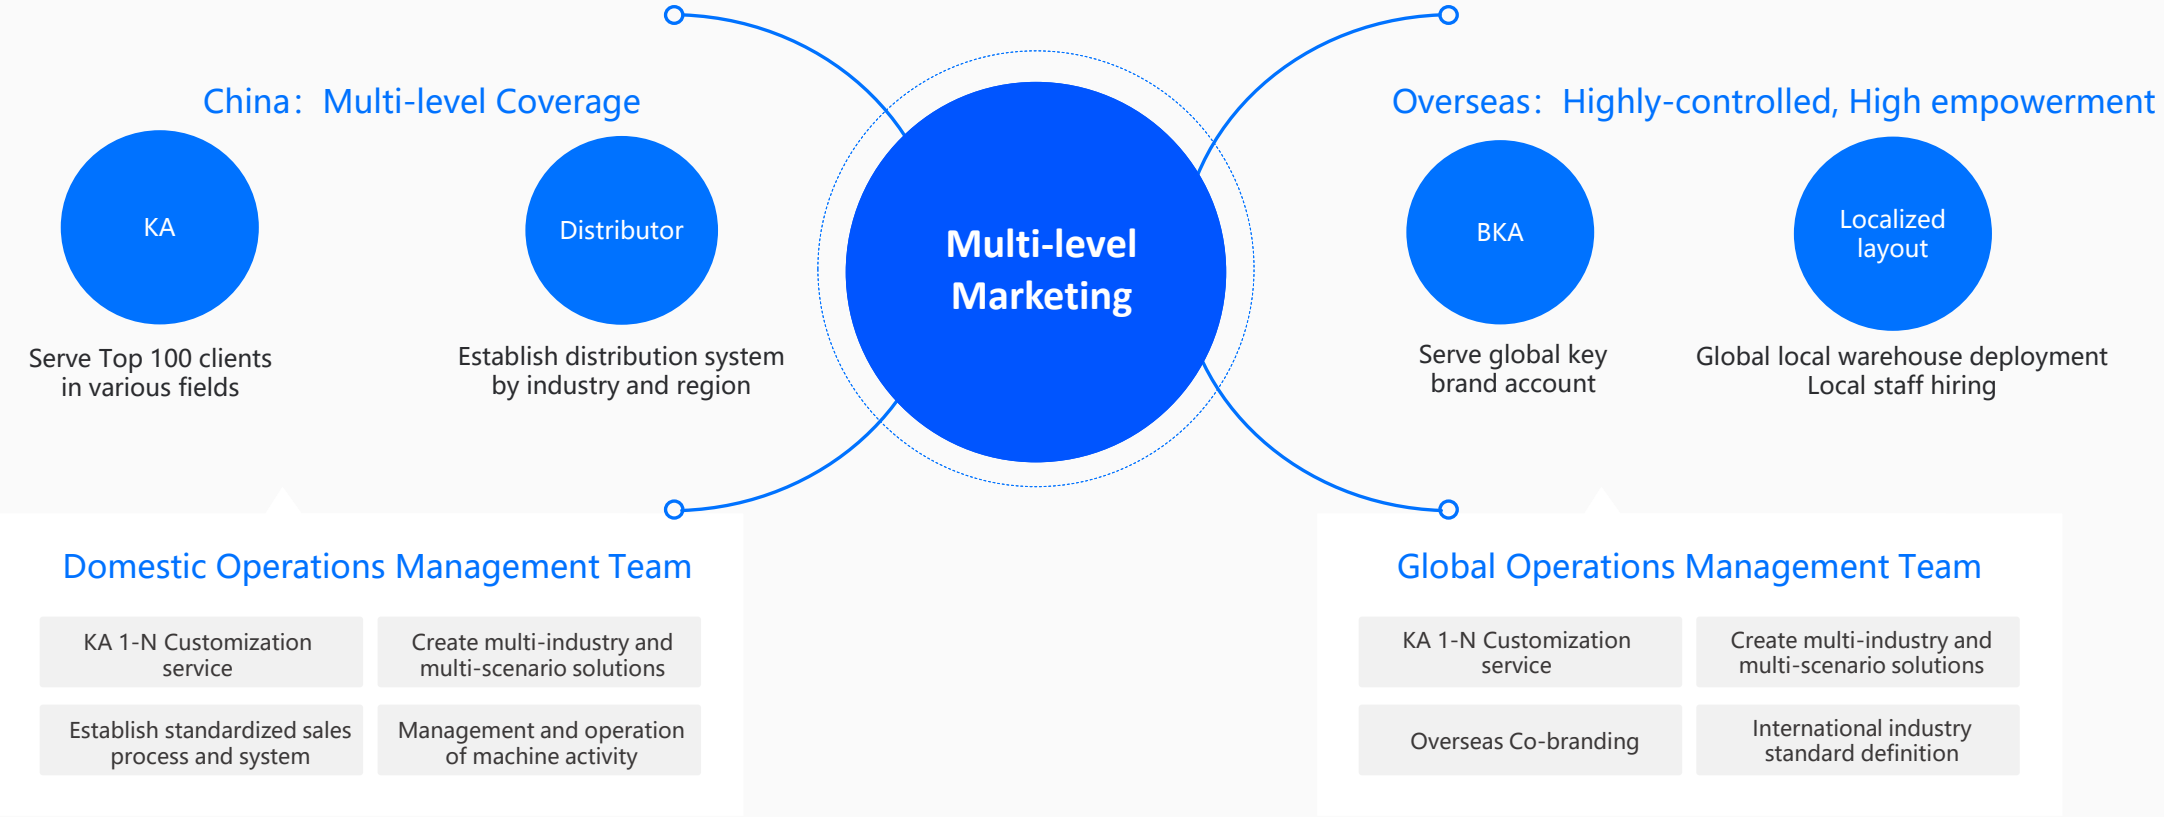 China：Multi-level Coverage
KA
Serve Top 100 clients
in various fields
Distributor
Establish distribution system
by industry and region
Multi-level
Marketing
Overseas：Highly-controlled, High empowerment
BKA
Serve global key
brand account
Localized
layout
Global local warehouse deployment
Local staff hiring
Domestic Operations Management Team
KA 1-N Customization
service
Create multi-industry and
multi-scenario solutions
Establish standardized sales
process and system
Management and operation
of machine activity
Global Operations Management Team
KA 1-N Customization
service
Create multi-industry and
multi-scenario solutions
Overseas Co-branding
International industry
standard definition